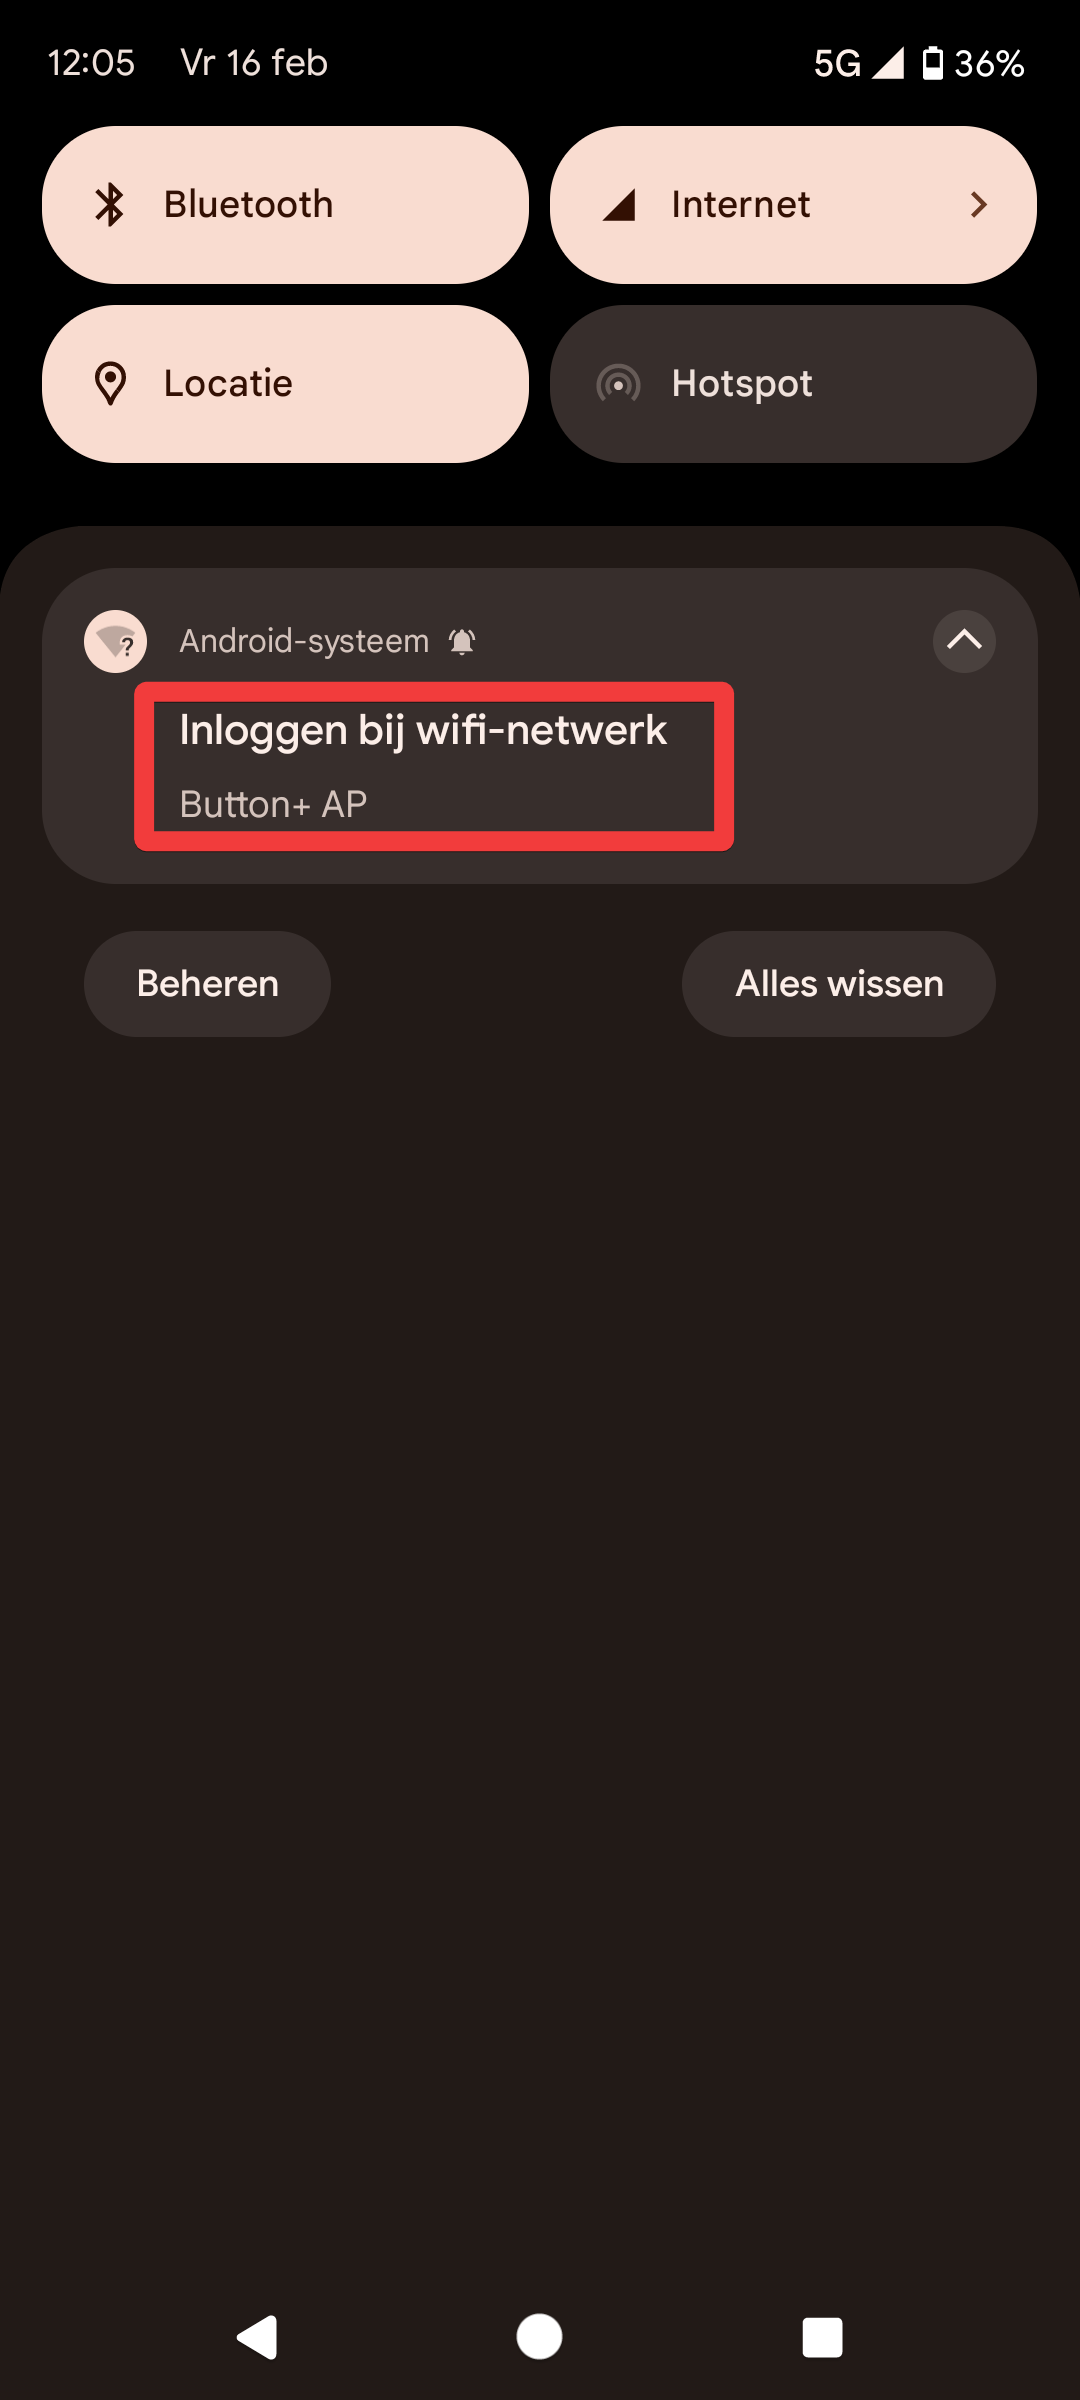 12:05 Vr 16 feb 5G 36%
Bluetooth Internet
Locatie Hotspot
Android-systeem
Inloggen bij wifi-netwerk
Button+ AP
Beheren Alles wissen